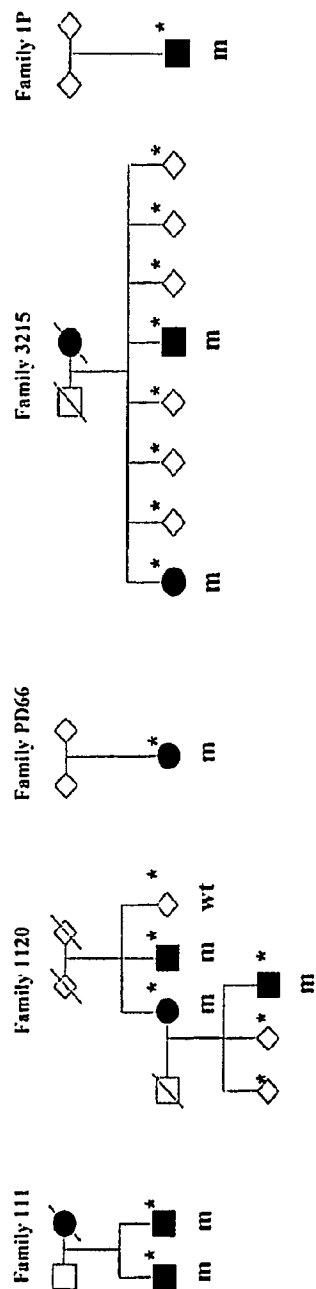 Family 111
* *
m m
Family 1120
* * *
m m wt
* * *
m
Family PD66
*
m
Family 3215
* * * * * * * *
m m
Family 1P
*
m